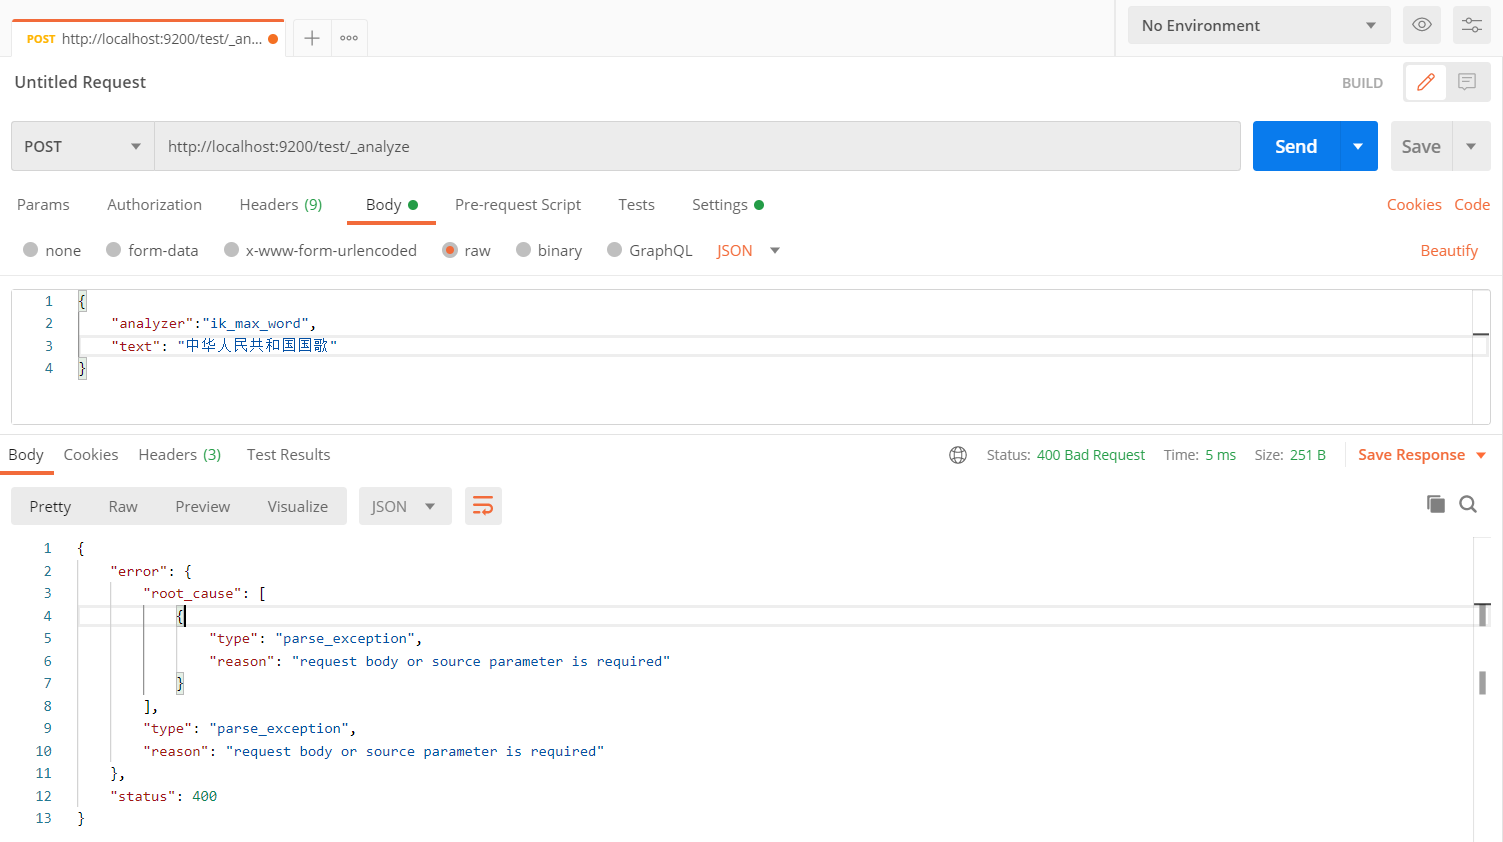 POST http://localhost:9200/test/_an...
No Environment
Untitled Request
BUILD
POST http://localhost:9200/test/_analyze Send Save
Params Authorization Headers (9) Body Pre-request Script Tests Settings Cookies Code
none form-data x-www-form-urlencoded raw binary GraphQL JSON Beautify
1 {
2 "analyzer":"ik_max_word",
3 "text": "中华人民共和国国歌"
4 }
Body Cookies Headers (3) Test Results Status: 400 Bad Request Time: 5 ms Size: 251 B Save Response
Pretty Raw Preview Visualize JSON
1 {
2 "error": {
3 "root_cause": [
4 {
5 "type": "parse_exception",
6 "reason": "request body or source parameter is required"
7 }
8 ],
9 "type": "parse_exception",
10 "reason": "request body or source parameter is required"
11 },
12 "status": 400
13 }